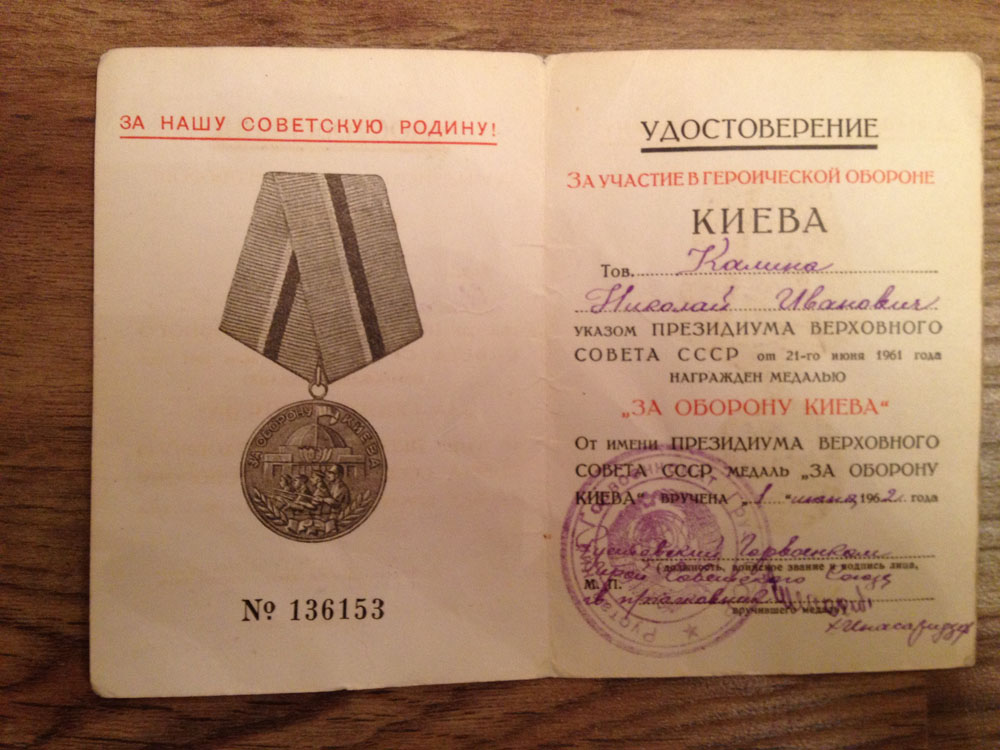 ЗА НАШУ СОВЕТСКУЮ РОДИНУ!
ЗА ОБОРОНУ КИЕВА
№ 136153
УДОСТОВЕРЕНИЕ
ЗА УЧАСТИЕ В ГЕРОИЧЕСКОЙ ОБОРОНЕ
КИЕВА
Тов. Калина
Николай Иванович
УКАЗОМ ПРЕЗИДИУМА ВЕРХОВНОГО
СОВЕТА СССР от 21-го июня 1961 года
НАГРАЖДЕН МЕДАЛЬЮ
„ЗА ОБОРОНУ КИЕВА“
От имени ПРЕЗИДИУМА ВЕРХОВНОГО
СОВЕТА СССР МЕДАЛЬ „ЗА ОБОРОНУ
КИЕВА“ ВРУЧЕНА „1“ 1962 года
Горвоенком
(должность, воинское звание и подпись лица,
Герой Советского Союза
М. П.
вручившего медаль)